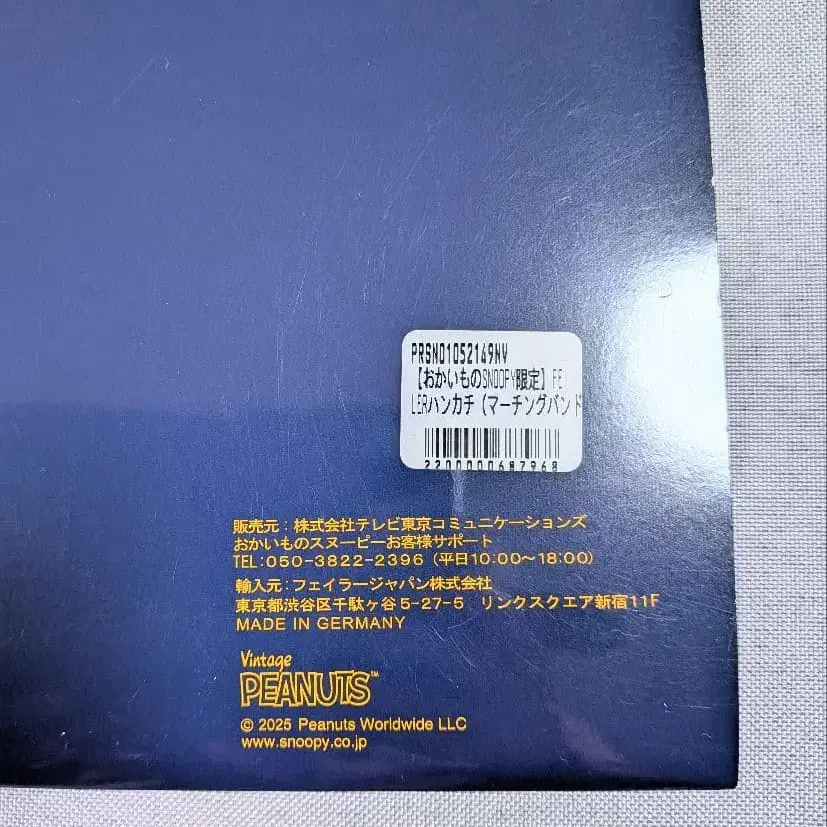 PRSN01052149NV
【おかいものSNOOPY限定】FE
LERハンカチ（マーチングバンド
2200000687968
販売元：株式会社テレビ東京コミュニケーションズ
おかいものスヌーピーお客様サポート
TEL:050-3822-2396（平日10:00〜18:00）
輸入元：フェイラージャパン株式会社
東京都渋谷区千駄ヶ谷5-27-5　リンクスクエア新宿11F
MADE IN GERMANY
Vintage
PEANUTS™
© 2025 Peanuts Worldwide LLC
www.snoopy.co.jp